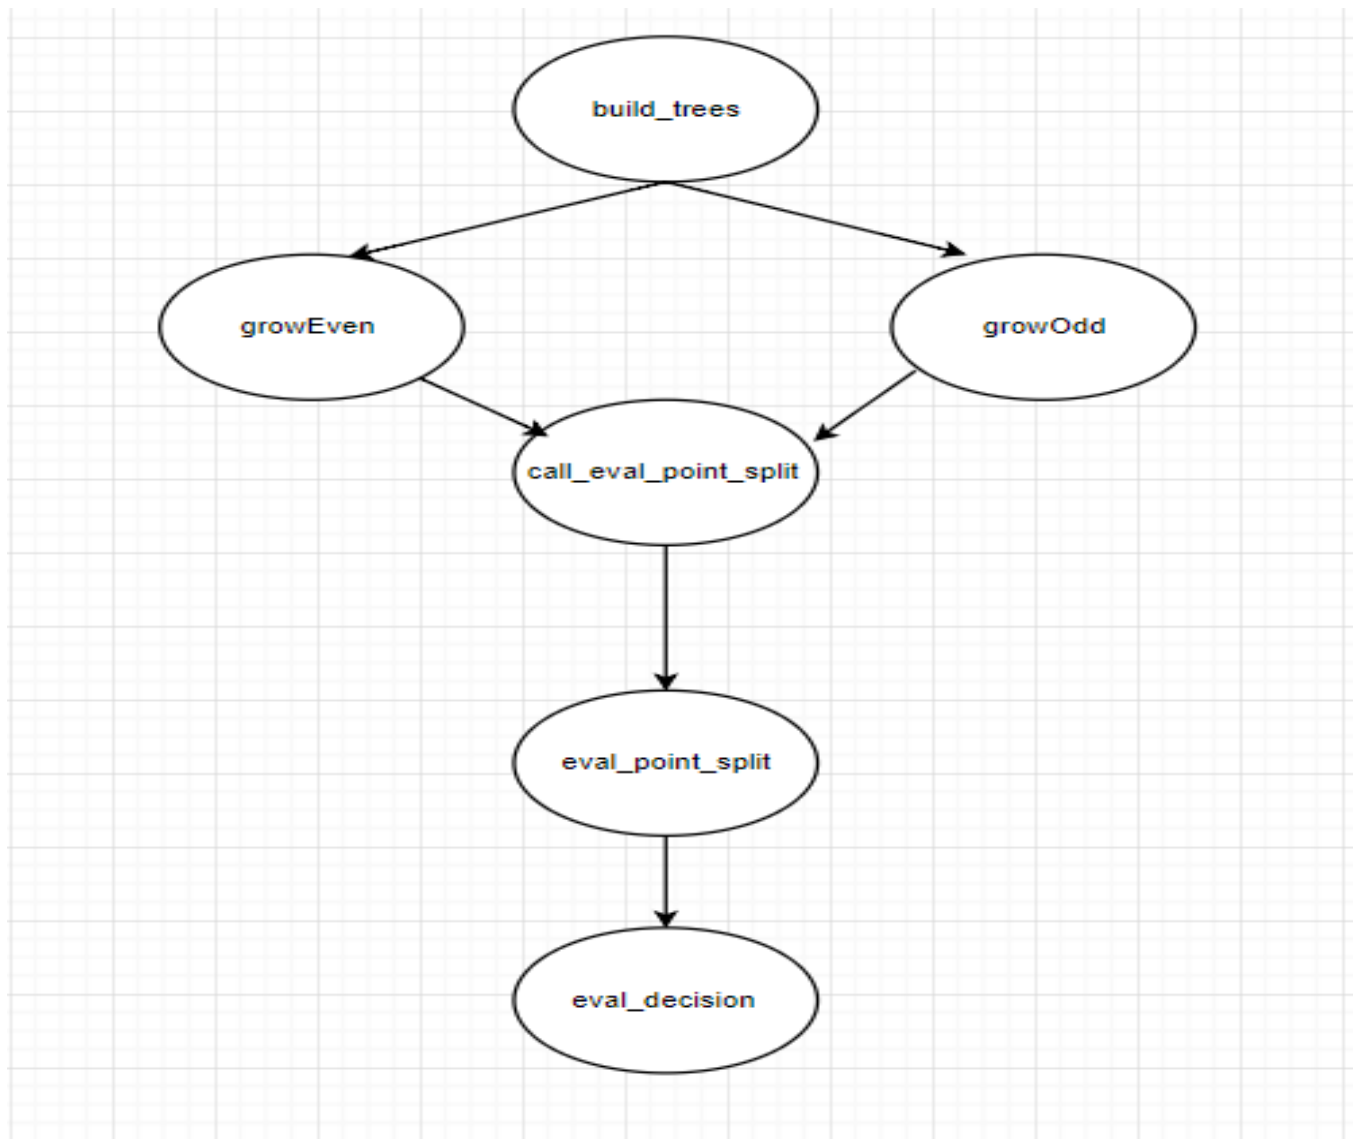 build_trees
growEven
growOdd
call_eval_point_split
eval_point_split
eval_decision